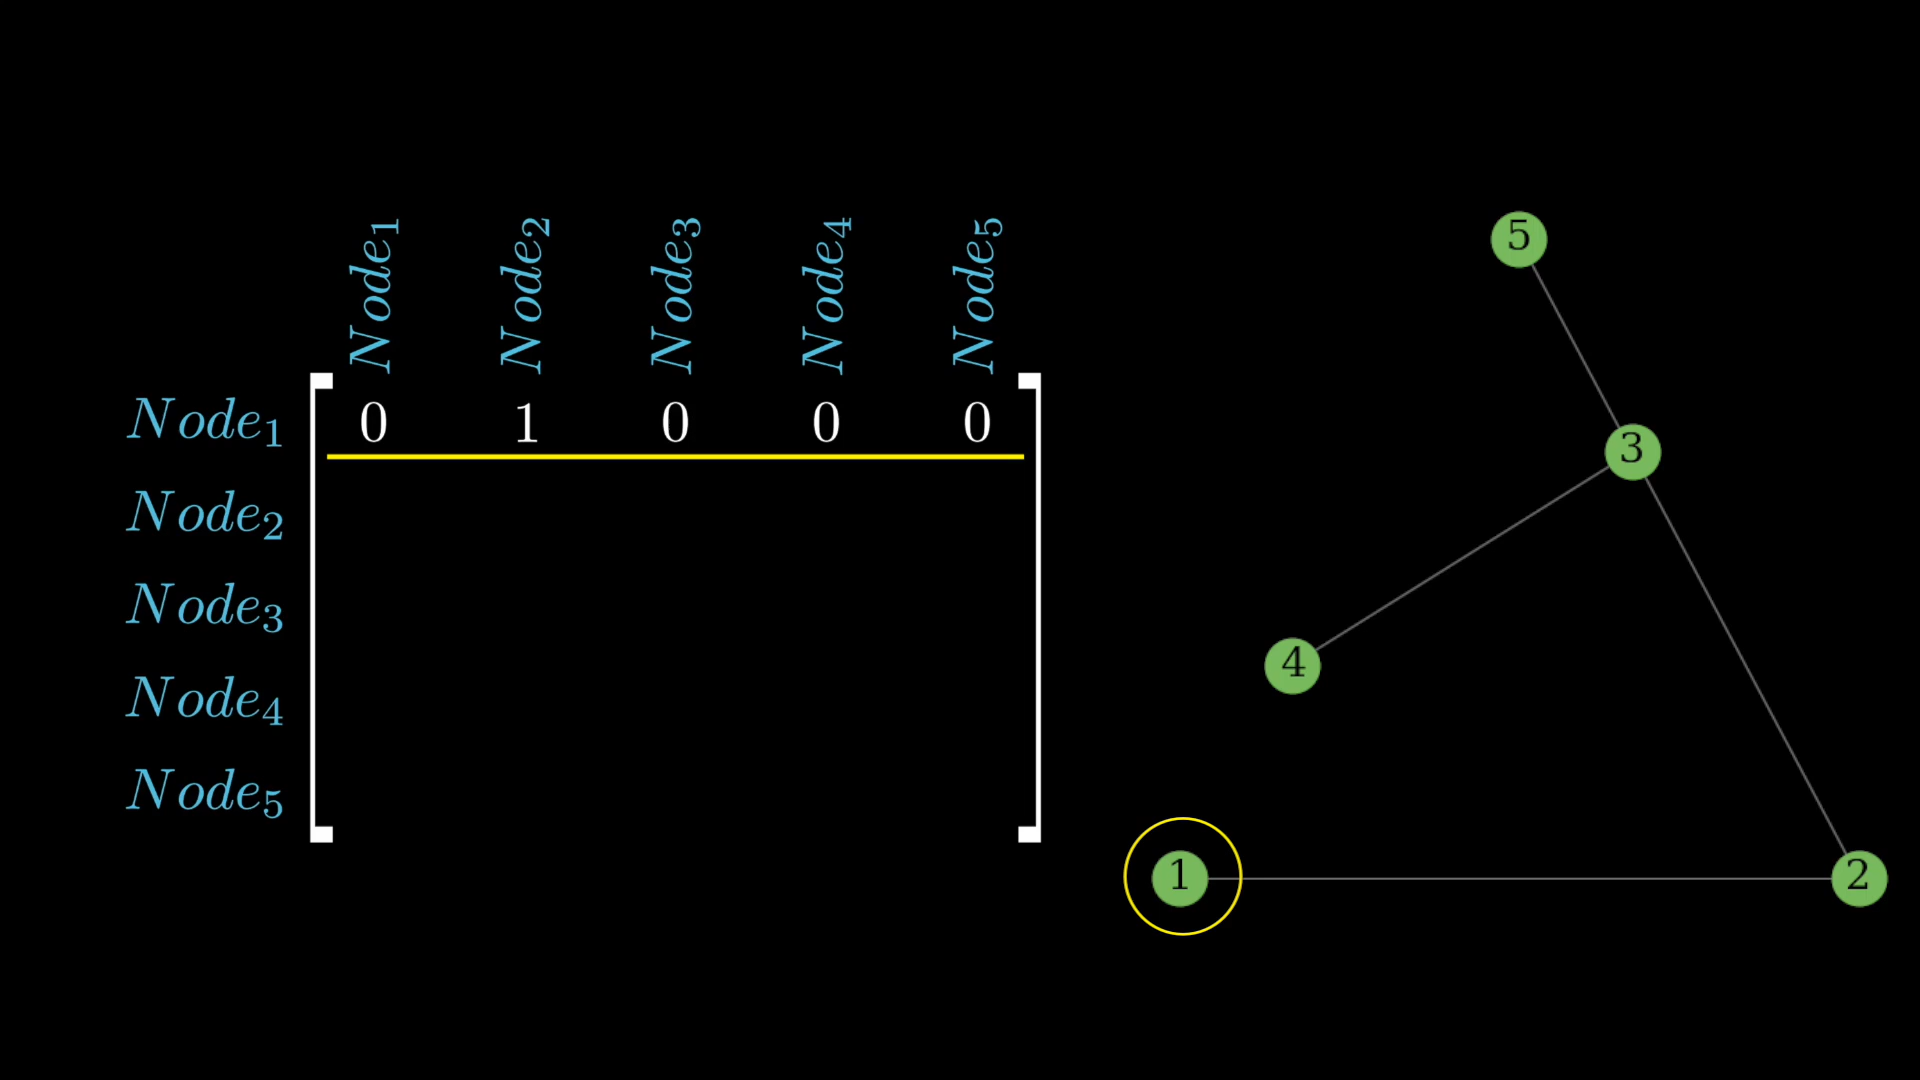 Node₁ Node₂ Node₃ Node₄ Node₅
Node₁ 0 1 0 0 0
Node₂
Node₃
Node₄
Node₅
5
3
4
1
2